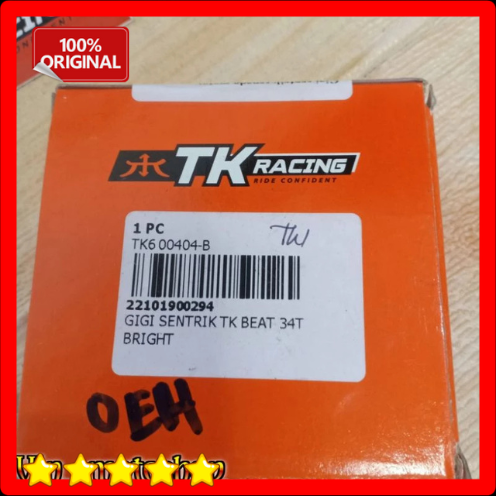 100%
ORIGINAL
TK RACING
RIDE CONFIDENT
1 PC
TK6 00404-B
TW
22101900294
GIGI SENTRIK TK BEAT 34T
BRIGHT
OEH